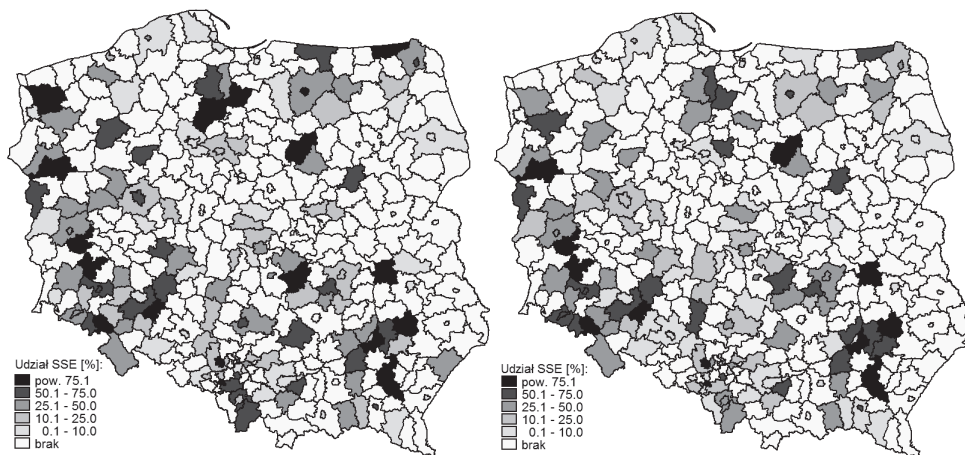 Udział SSE [%]:
pow. 75.1
50.1 - 75.0
25.1 - 50.0
10.1 - 25.0
0.1 - 10.0
brak
Udział SSE [%]:
pow. 75.1
50.1 - 75.0
25.1 - 50.0
10.1 - 25.0
0.1 - 10.0
brak